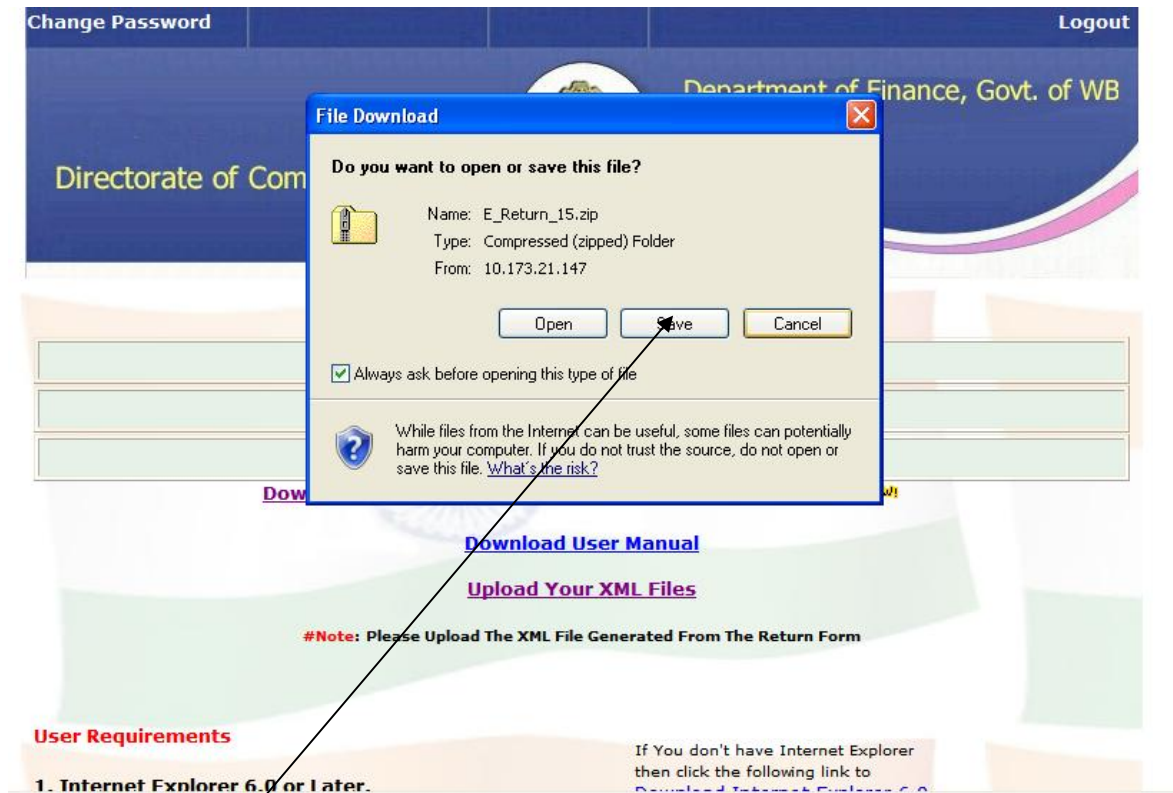 Change Password
Logout
Department of Finance, Govt. of WB
Directorate of Com
File Download
Do you want to open or save this file?
Name: E_Return_15.zip
Type: Compressed (zipped) Folder
From: 10.173.21.147
Open Save Cancel
Always ask before opening this type of file
While files from the Internet can be useful, some files can potentially
harm your computer. If you do not trust the source, do not open or
save this file. What's the risk?
Dow
Download User Manual
Upload Your XML Files
#Note: Please Upload The XML File Generated From The Return Form
User Requirements
1. Internet Explorer 6.0 or Later.
If You don't have Internet Explorer
then click the following link to
Download Internet Explorer 6.0